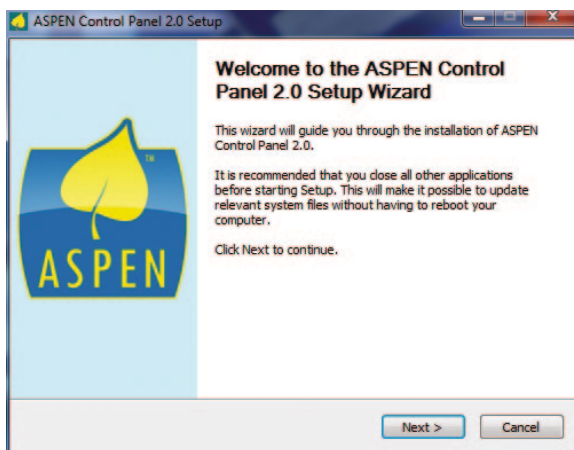 ASPEN Control Panel 2.0 Setup
Welcome to the ASPEN Control
Panel 2.0 Setup Wizard
This wizard will guide you through the installation of ASPEN
Control Panel 2.0.
It is recommended that you close all other applications
before starting Setup. This will make it possible to update
relevant system files without having to reboot your
computer.
Click Next to continue.
TM
ASPEN
Next >
Cancel